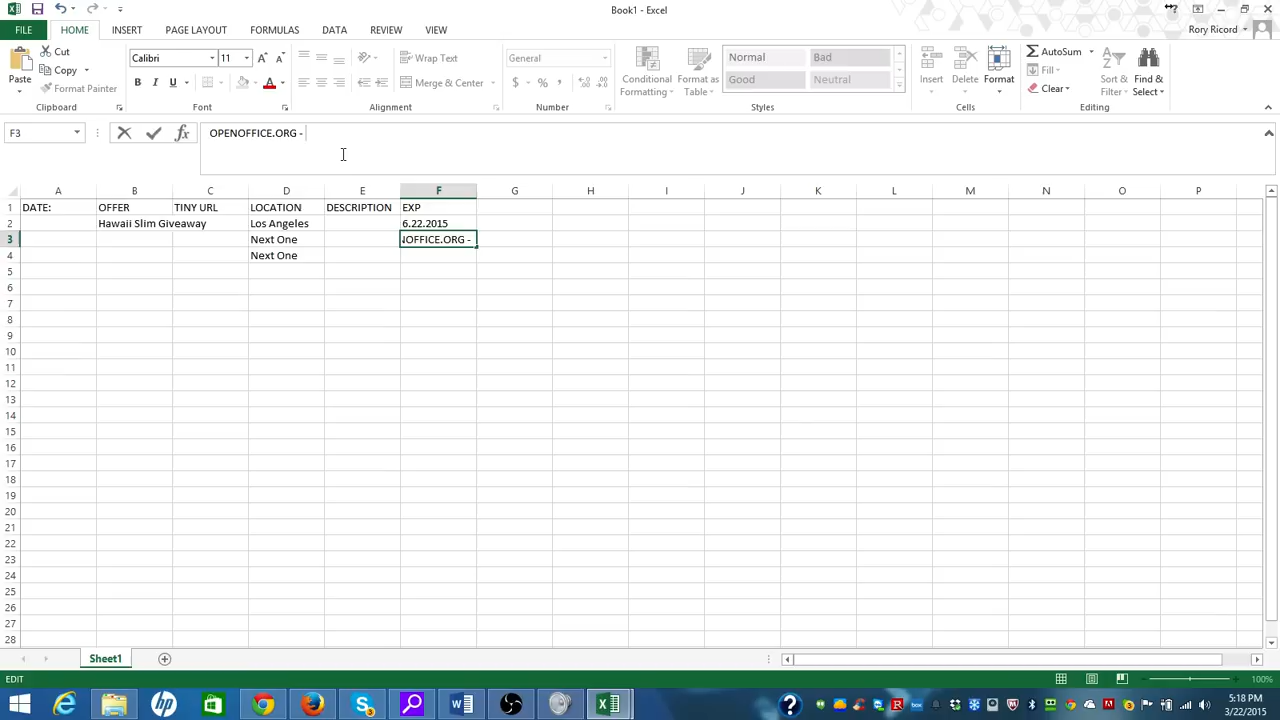 Book1 - Excel
FILE HOME INSERT PAGE LAYOUT FORMULAS DATA REVIEW VIEW Rory Ricord
Paste Cut Calibri 11 Wrap Text General Conditional Formatting Format as Table Normal Bad Insert Delete Format AutoSum Sort & Filter Find & Select
Copy Fill
Format Painter B I U A Merge & Center $ % Good Neutral Clear
Clipboard Font Alignment Number Styles Cells Editing
F3 fx OPENOFFICE.ORG -
A B C D E F G H I J K L M N O P
1 DATE: OFFER TINY URL LOCATION DESCRIPTION EXP
2 Hawaii Slim Giveaway Los Angeles 6.22.2015
3 Next One OFFICE.ORG -
4 Next One
5
6
7
8
9
10
11
12
13
14
15
16
17
18
19
20
21
22
23
24
25
26
27
28
Sheet1
EDIT 100%
5:18 PM
3/22/2015